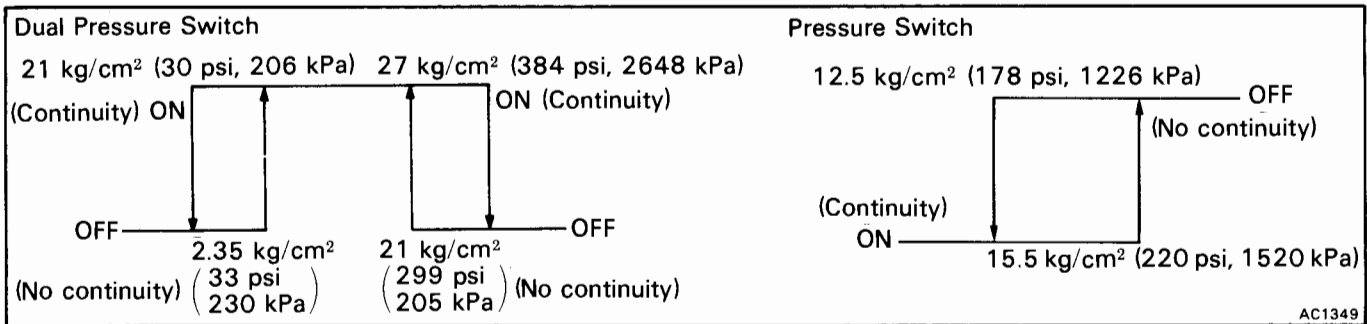 Dual Pressure Switch
21 kg/cm² (30 psi, 206 kPa) 27 kg/cm² (384 psi, 2648 kPa)
(Continuity) ON
ON (Continuity)
OFF
2.35 kg/cm²
21 kg/cm²
OFF
(No continuity) (33 psi
230 kPa)
(299 psi
205 kPa) (No continuity)
Pressure Switch
12.5 kg/cm² (178 psi, 1226 kPa)
OFF
(No continuity)
(Continuity)
ON
15.5 kg/cm² (220 psi, 1520 kPa)
AC1349